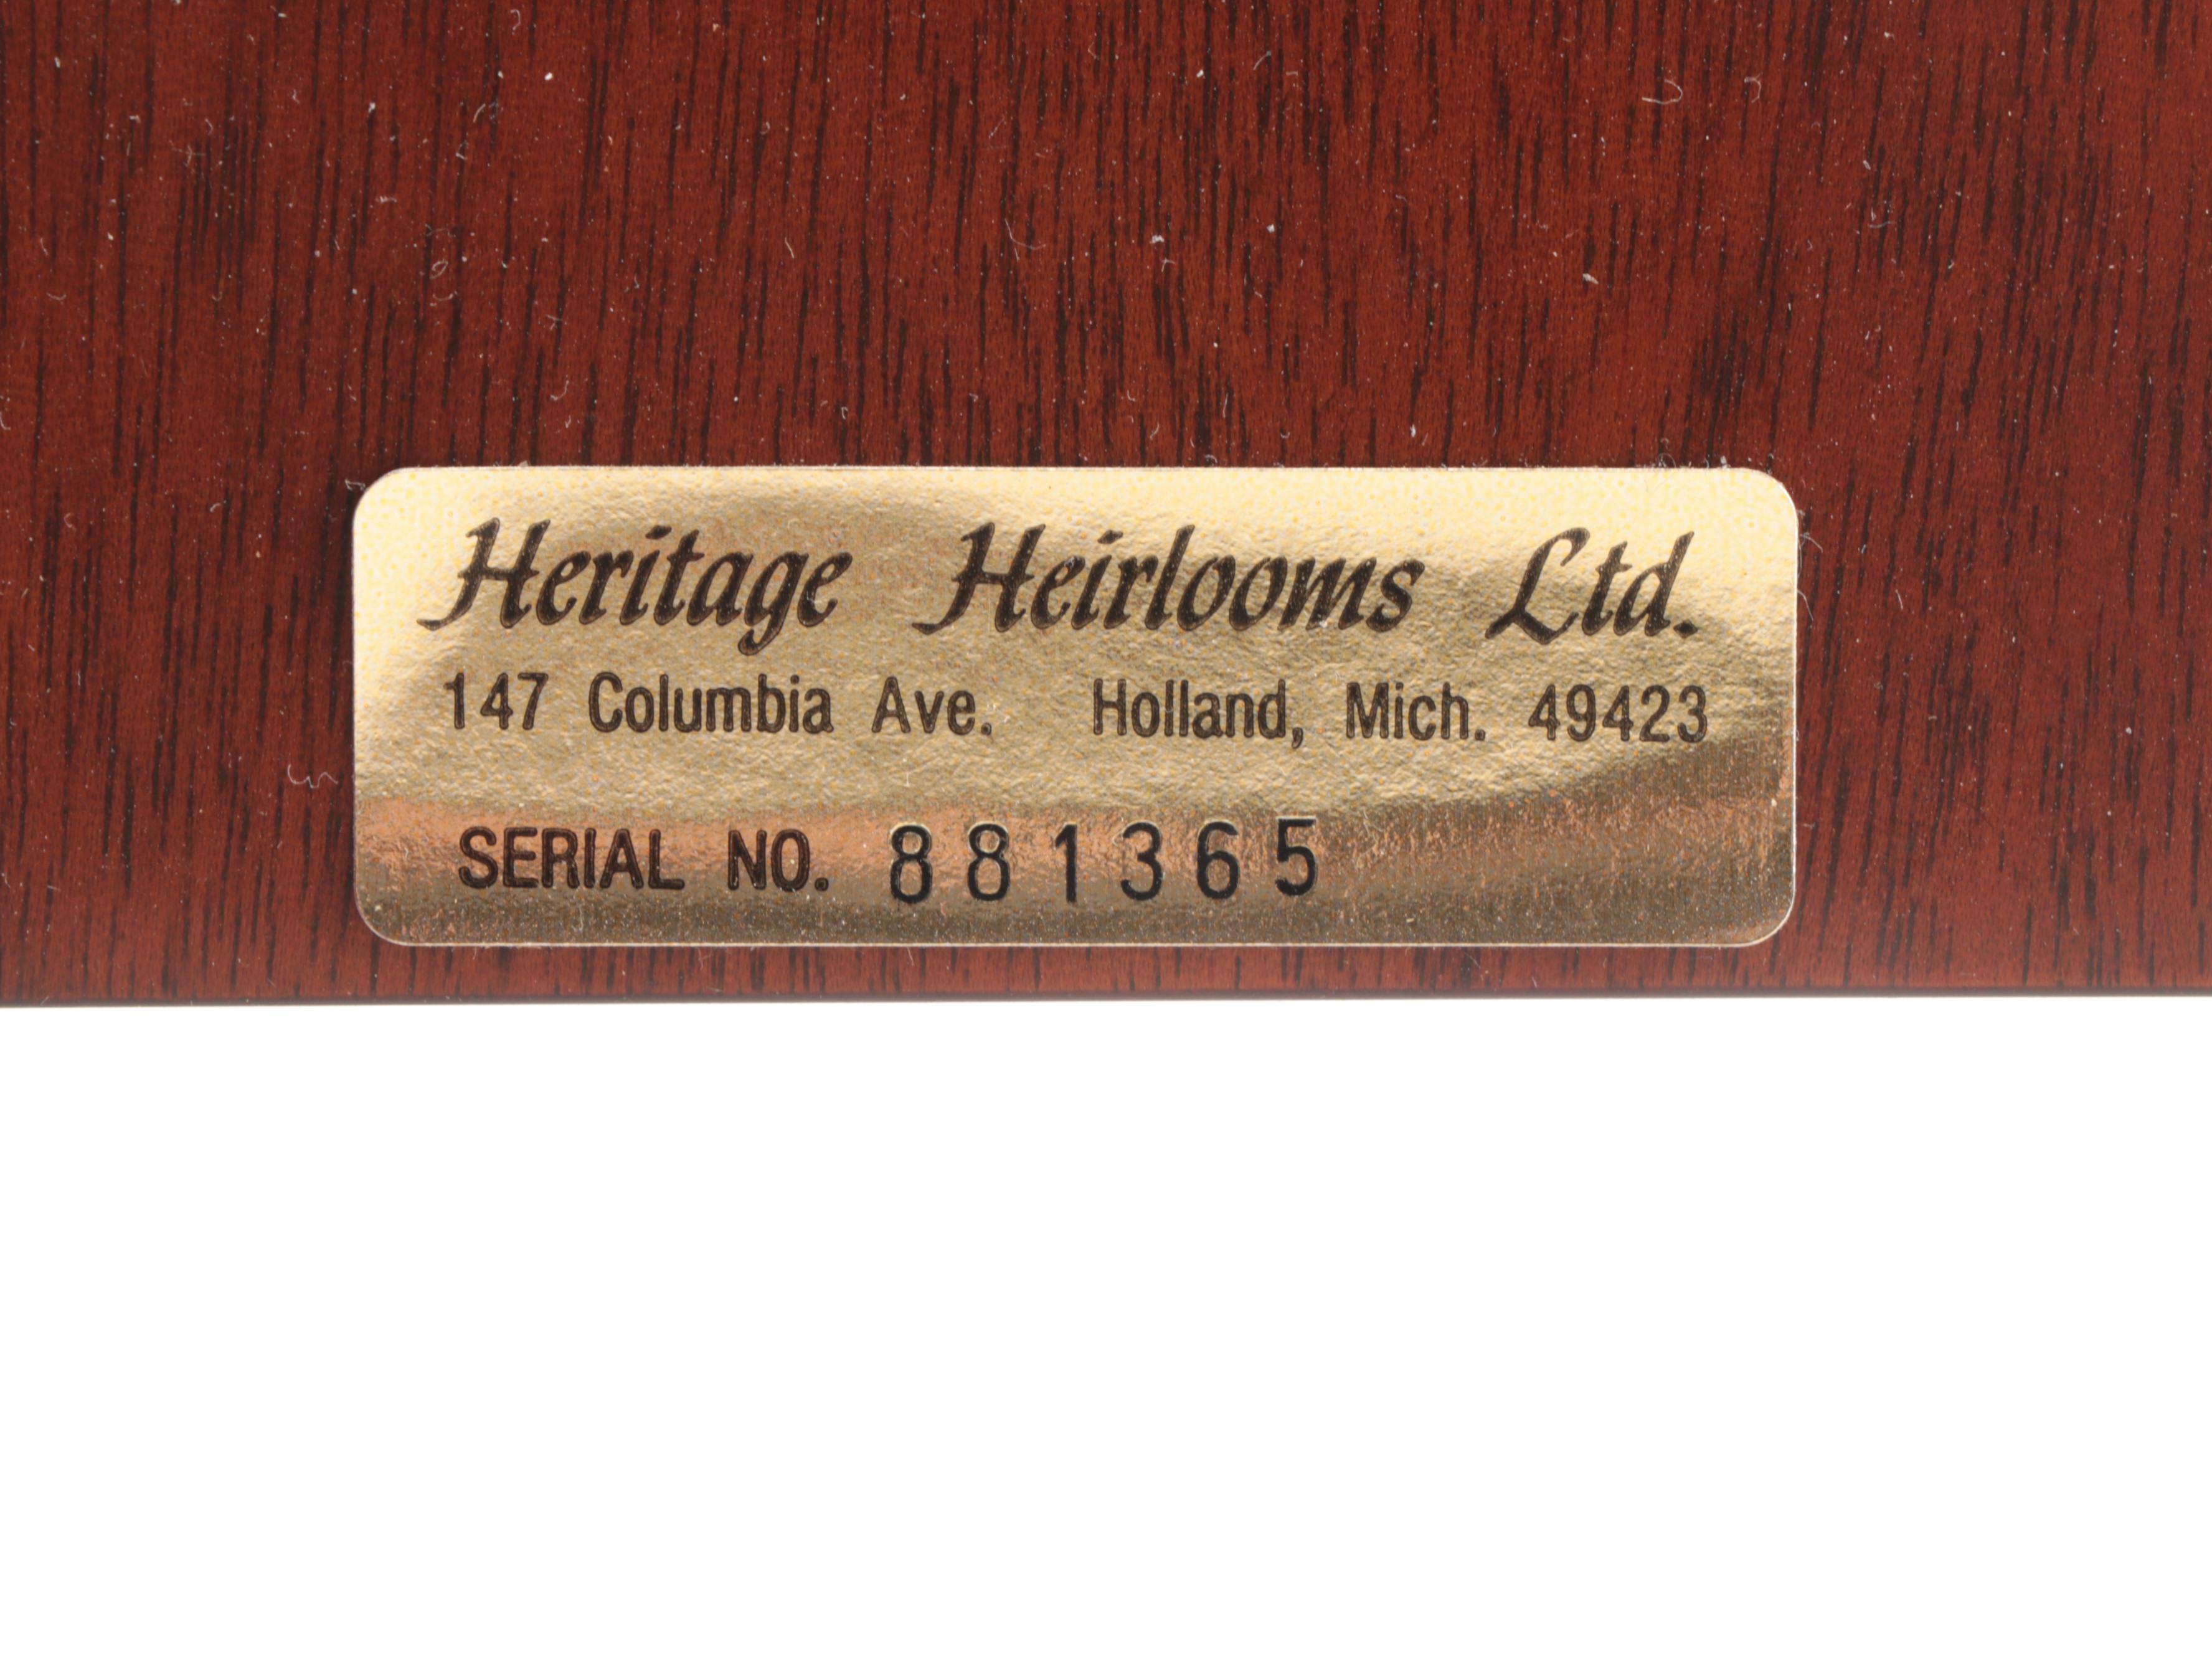 Heritage Heirlooms Ltd.
147 Columbia Ave. Holland, Mich. 49423
SERIAL NO. 881365